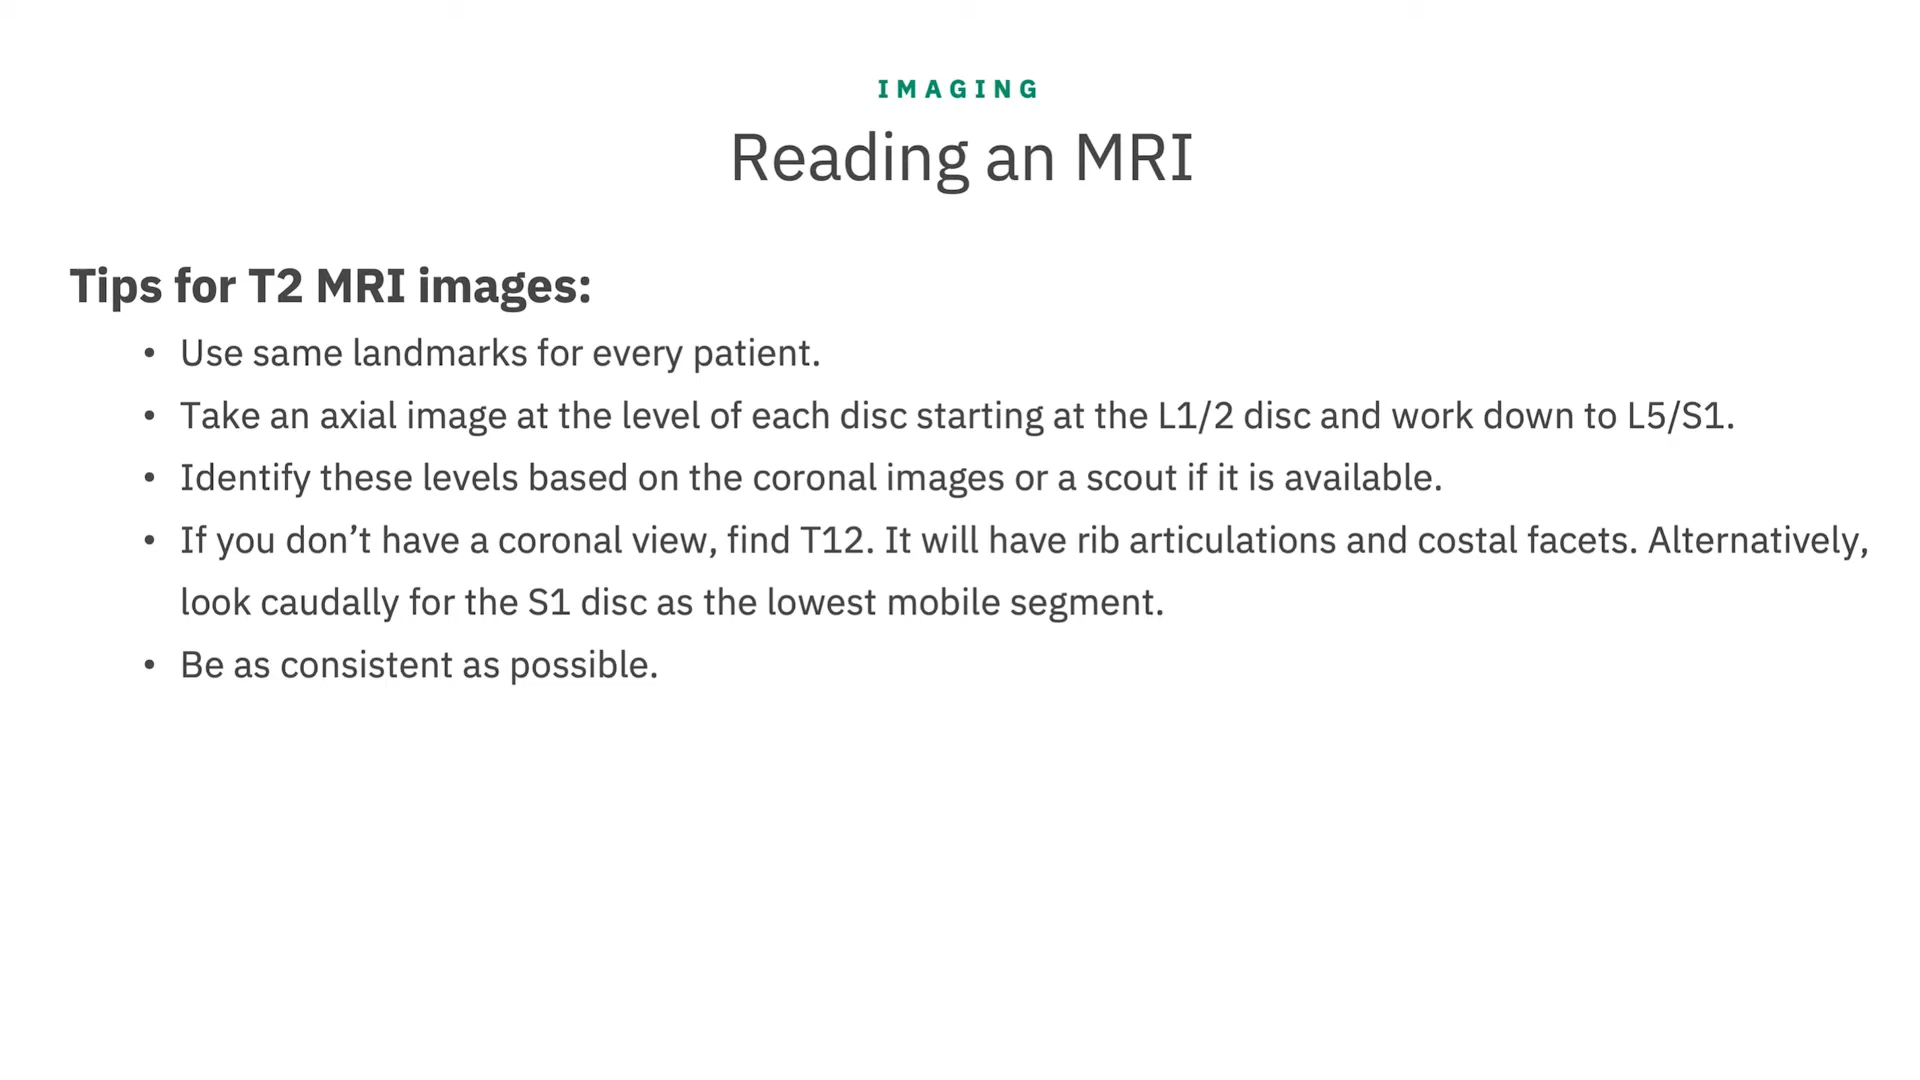 IMAGING
Reading an MRI
Tips for T2 MRI images:
• Use same landmarks for every patient.
• Take an axial image at the level of each disc starting at the L1/2 disc and work down to L5/S1.
• Identify these levels based on the coronal images or a scout if it is available.
• If you don’t have a coronal view, find T12. It will have rib articulations and costal facets. Alternatively,
look caudally for the S1 disc as the lowest mobile segment.
• Be as consistent as possible.